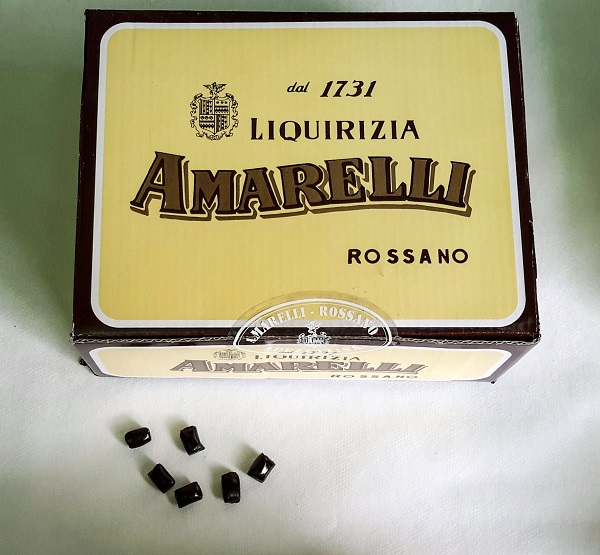 dal 1731
LIQUIRIZIA
AMARELLI
ROSSANO
AMARELLI - ROSSANO
LIQUIRIZIA
AMARELLI
ROSSANO